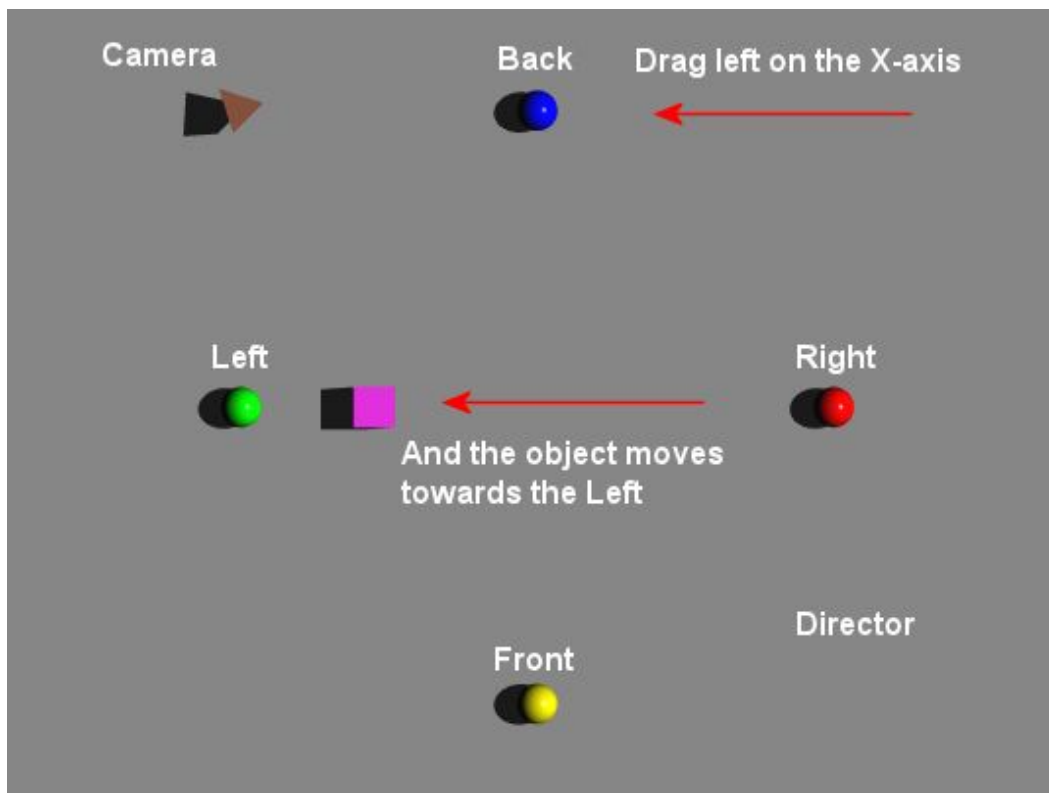 Camera
Back
Drag left on the X-axis
Left
Right
And the object moves
towards the Left
Director
Front